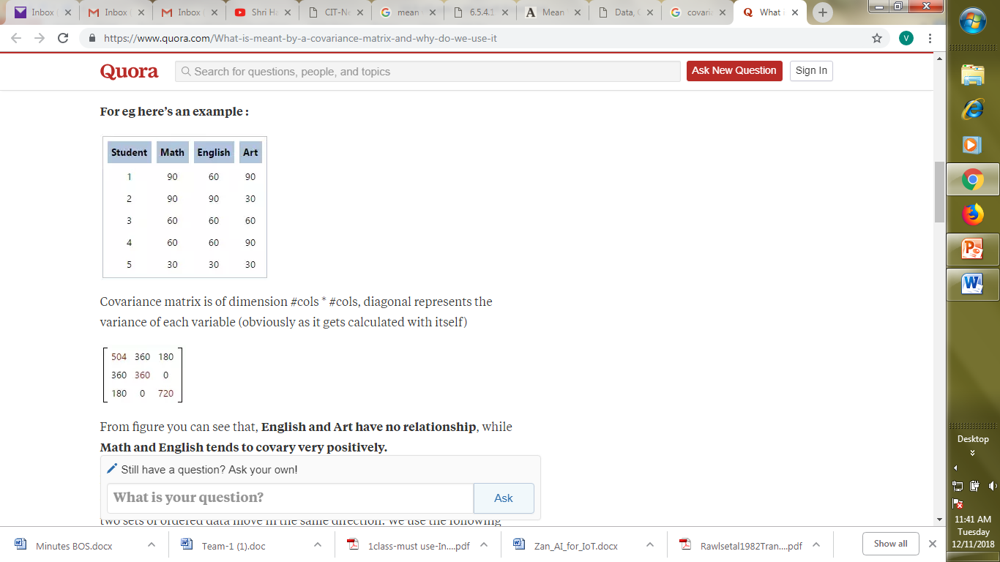 Inbox (
Inbox (
Inbox (
Shri Ha
CIT-Ne
mean
6.5.4.1
Mean
Data, C
covaria
What i
https://www.quora.com/What-is-meant-by-a-covariance-matrix-and-why-do-we-use-it
V
Quora
Search for questions, people, and topics
Ask New Question
Sign In
For eg here's an example :
Student Math English Art
1 90 60 90
2 90 90 30
3 60 60 60
4 60 60 90
5 30 30 30
Covariance matrix is of dimension #cols * #cols, diagonal represents the
variance of each variable (obviously as it gets calculated with itself)
504 360 180
360 360 0
180 0 720
From figure you can see that, English and Art have no relationship, while
Math and English tends to covary very positively.
Still have a question? Ask your own!
What is your question?
Ask
two sets of ordered data move in the same direction. We use the following
Minutes BOS.docx
Team-1 (1).doc
1class-must use-In....pdf
Zan_AI_for_IoT.docx
Rawlsetal1982Tran....pdf
Show all
Desktop
11:41 AM
Tuesday
12/11/2018